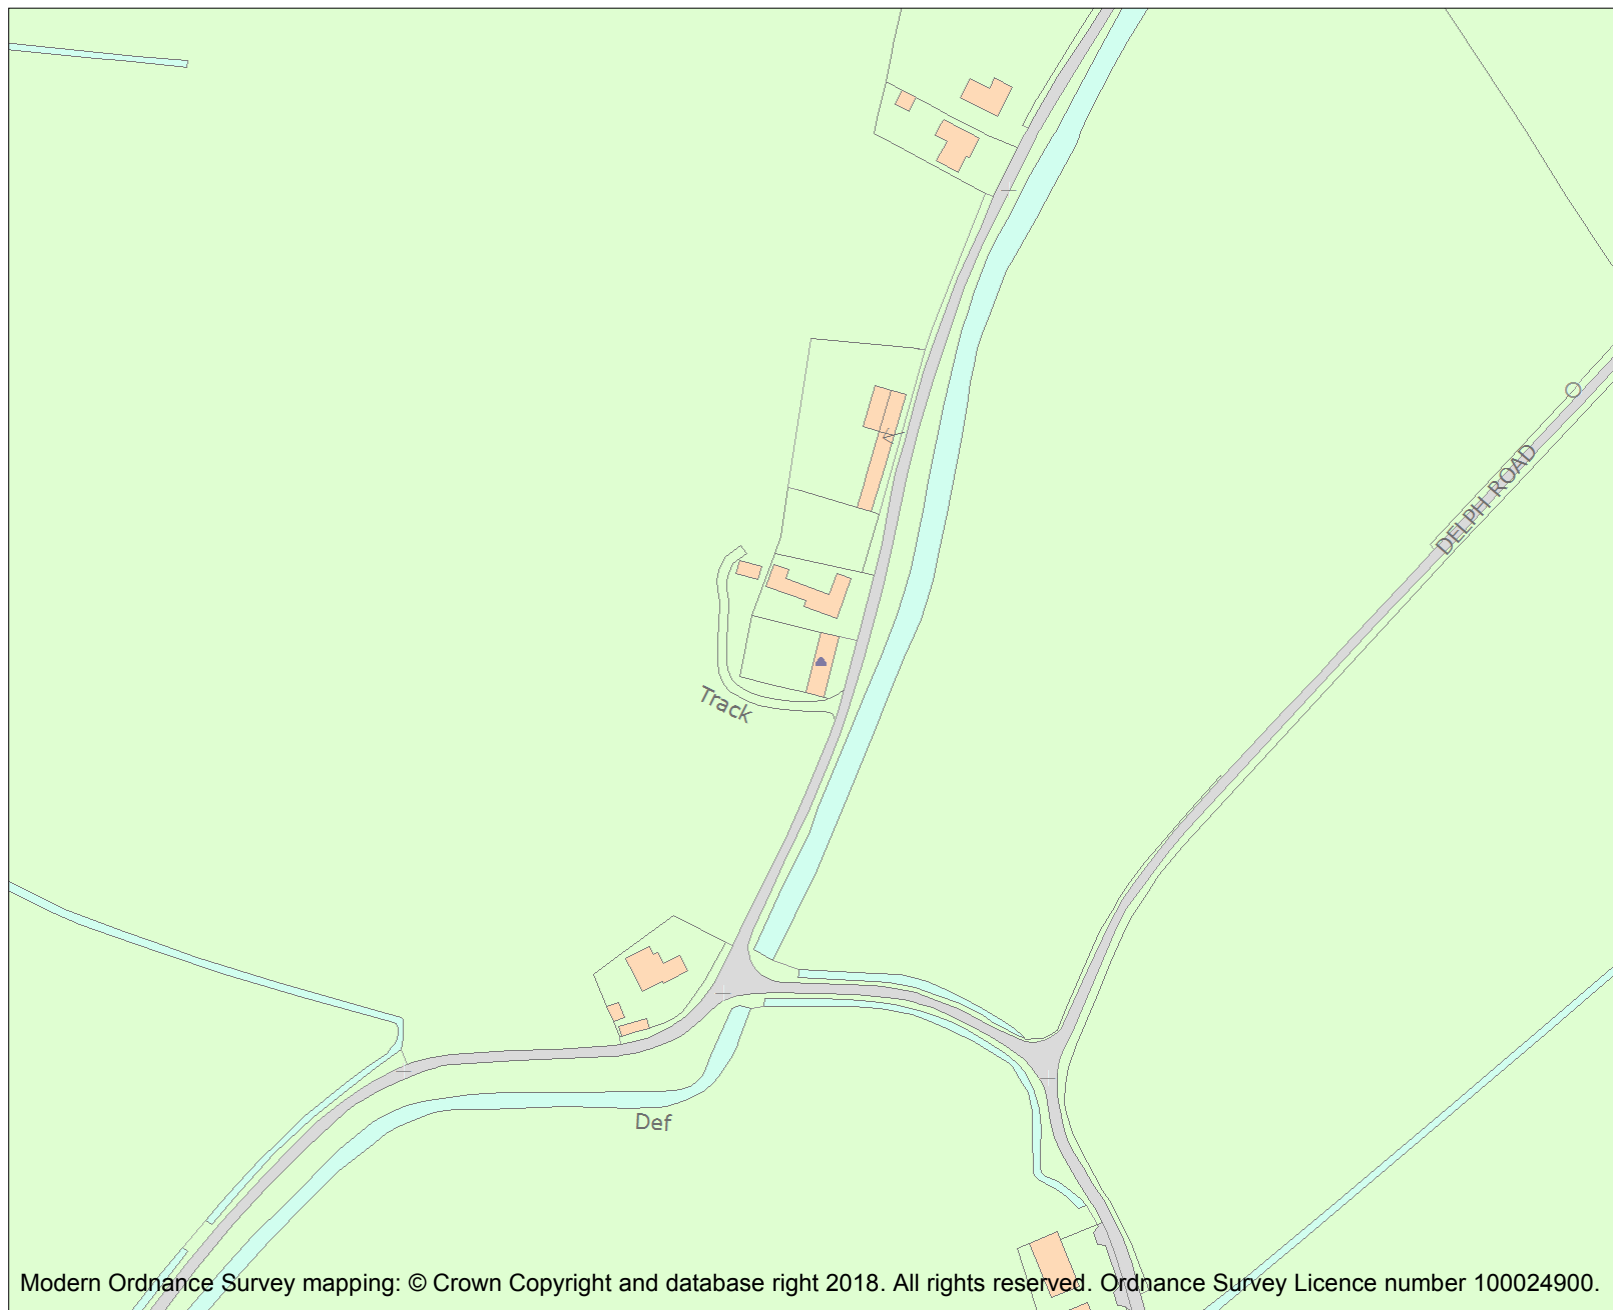 DELPH ROAD
Track
Def
Modern Ordnance Survey mapping: © Crown Copyright and database right 2018. All rights reserved. Ordnance Survey Licence number 100024900.